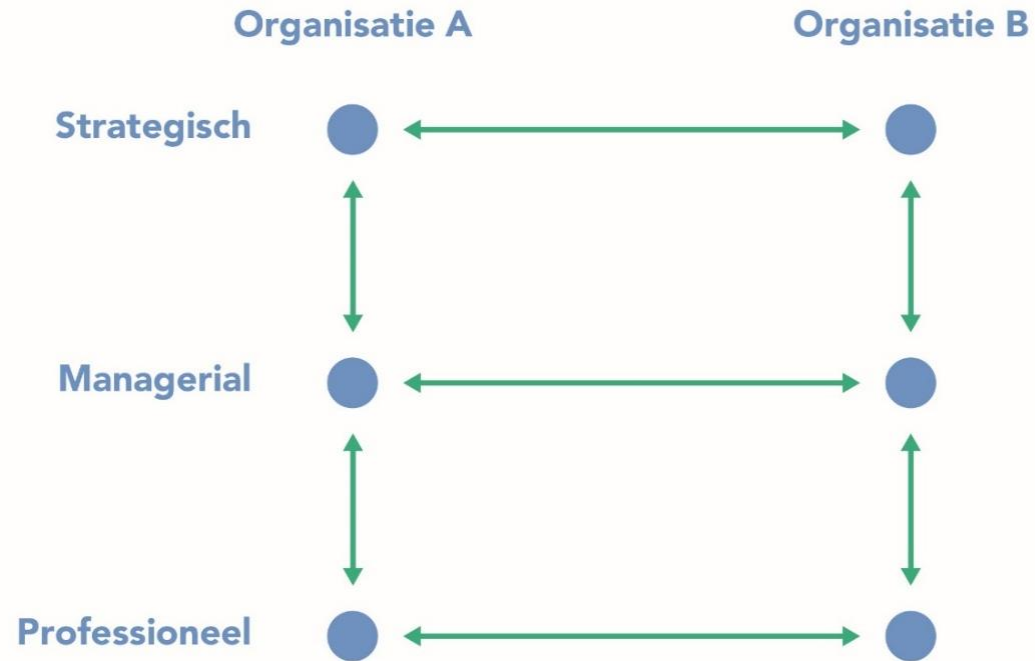 Organisatie A
Organisatie B
Strategisch
Managerial
Professioneel